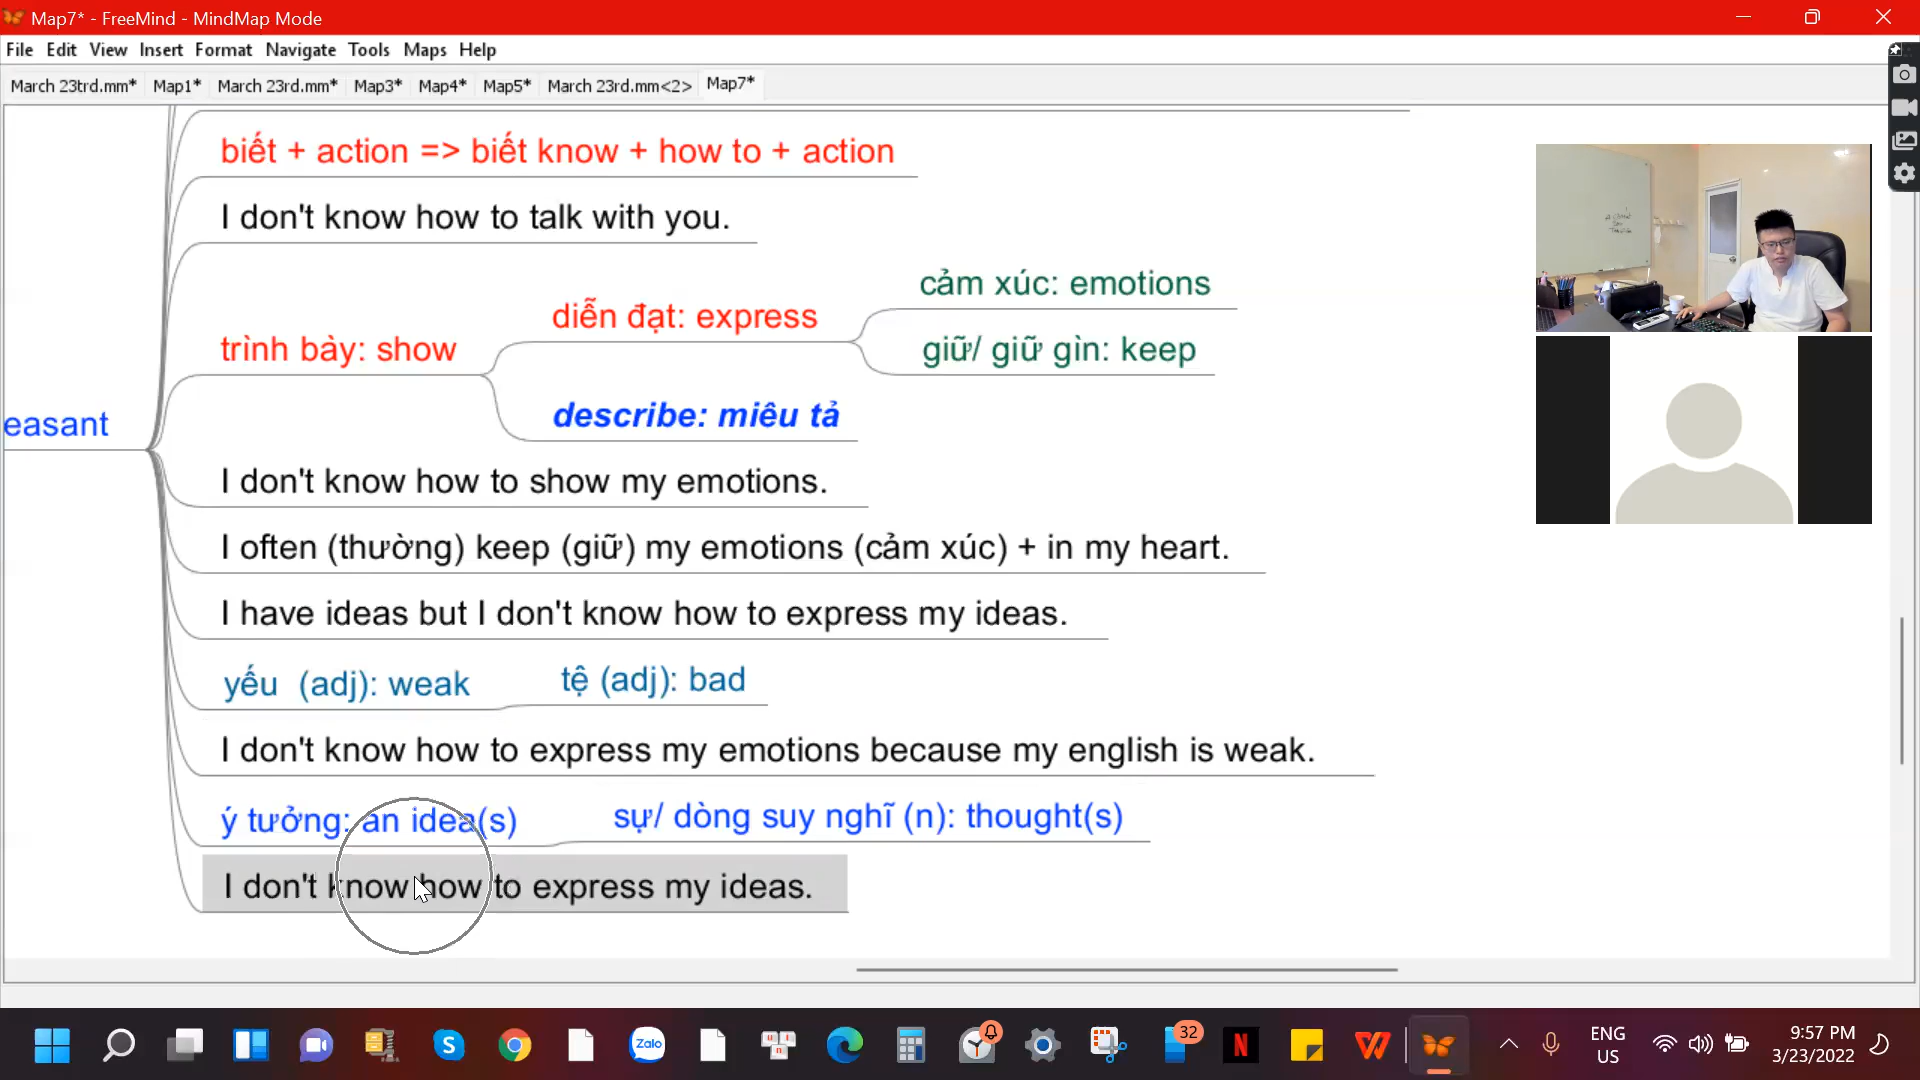 Map7* - FreeMind - MindMap Mode
File Edit View Insert Format Navigate Tools Maps Help
March 23trd.mm* Map1* March 23rd.mm* Map3* Map4* Map5* March 23rd.mm<2> Map7*
biết + action => biết know + how to + action
I don't know how to talk with you.
cảm xúc: emotions
diễn đạt: express
giữ/ giữ gìn: keep
trình bày: show
describe: miêu tả
easant
I don't know how to show my emotions.
I often (thường) keep (giữ) my emotions (cảm xúc) + in my heart.
I have ideas but I don't know how to express my ideas.
yếu (adj): weak tệ (adj): bad
I don't know how to express my emotions because my english is weak.
ý tưởng: an idea(s) sự/ dòng suy nghĩ (n): thought(s)
I don't know how to express my ideas.
Zalo
32
N
ENG
US
9:57 PM
3/23/2022